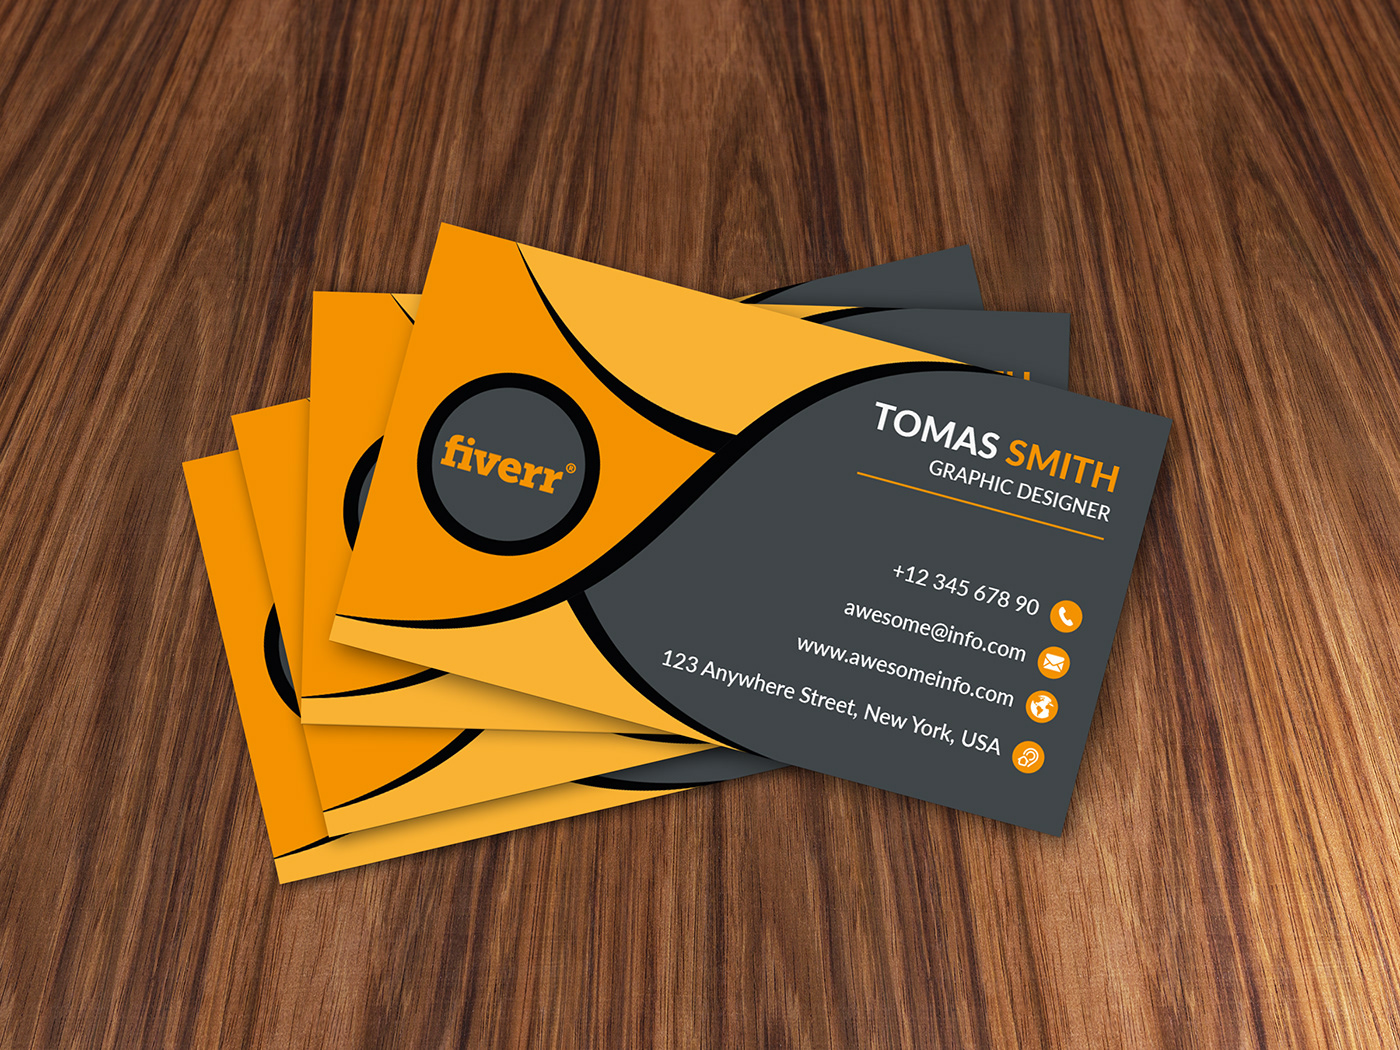 fiverr®
TOMAS SMITH
GRAPHIC DESIGNER
+12 345 678 90
awesome@info.com
www.awesomeinfo.com
123 Anywhere Street, New York, USA